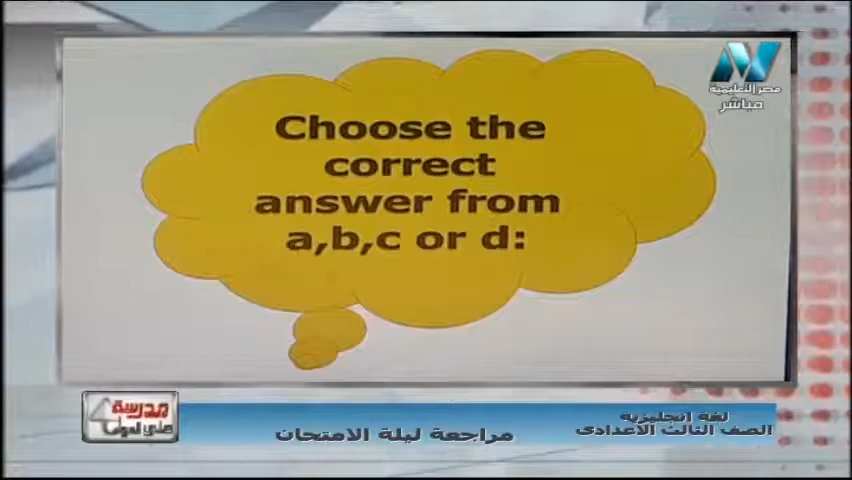 مصر التعليمية
مباشر
Choose the
correct
answer from
a,b,c or d:
مدرسة
على الهواء
لغة انجليزية
الصف الثالث الاعدادى
مراجعة ليلة الامتحان